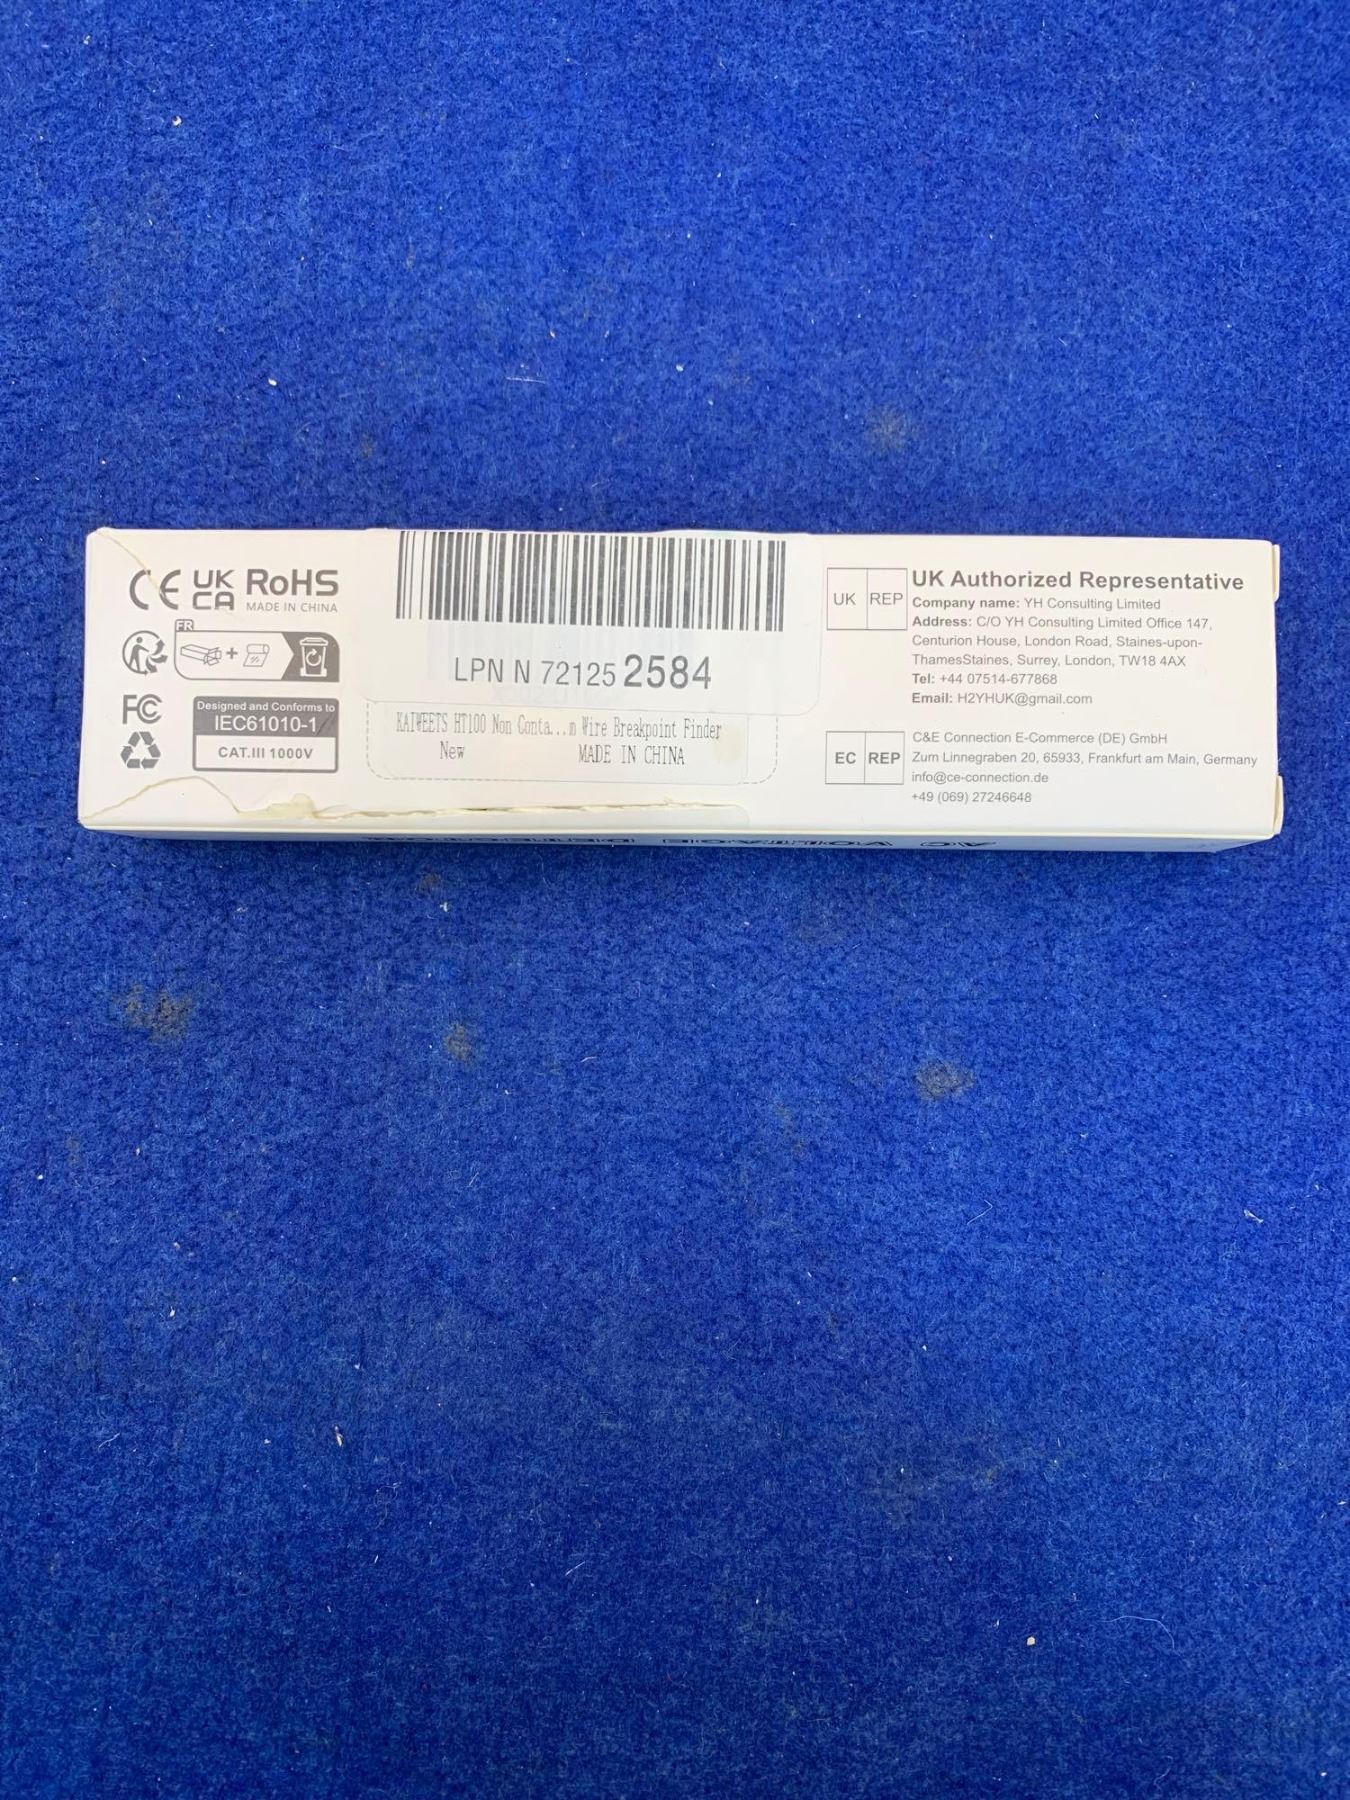 CE UK CA RoHS
MADE IN CHINA
FR
FC
Designed and Conforms to
IEC61010-1
CAT.III 1000V
LPN N 72125 2584
KAIWEETS HT100 Non Conta...n Wire Breakpoint Finder
New MADE IN CHINA
UK REP
UK Authorized Representative
Company name: YH Consulting Limited
Address: C/O YH Consulting Limited Office 147,
Centurion House, London Road, Staines-upon-
ThamesStaines, Surrey, London, TW18 4AX
Tel: +44 07514-677868
Email: H2YHUK@gmail.com
EC REP
C&E Connection E-Commerce (DE) GmbH
Zum Linnegraben 20, 65933, Frankfurt am Main, Germany
info@ce-connection.de
+49 (069) 27246648
AC VOLTAGE DETECTOR